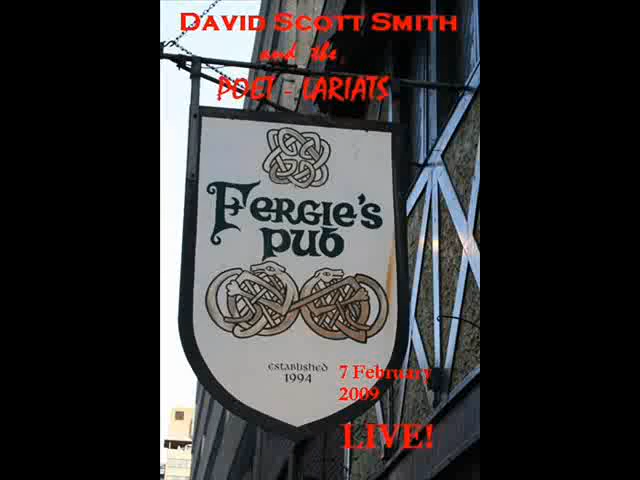 DAVID SCOTT SMITH
and the
POET - LARIATS
FERGIE'S
PUB
ESTABLISHED
1994
7 February
2009
LIVE!